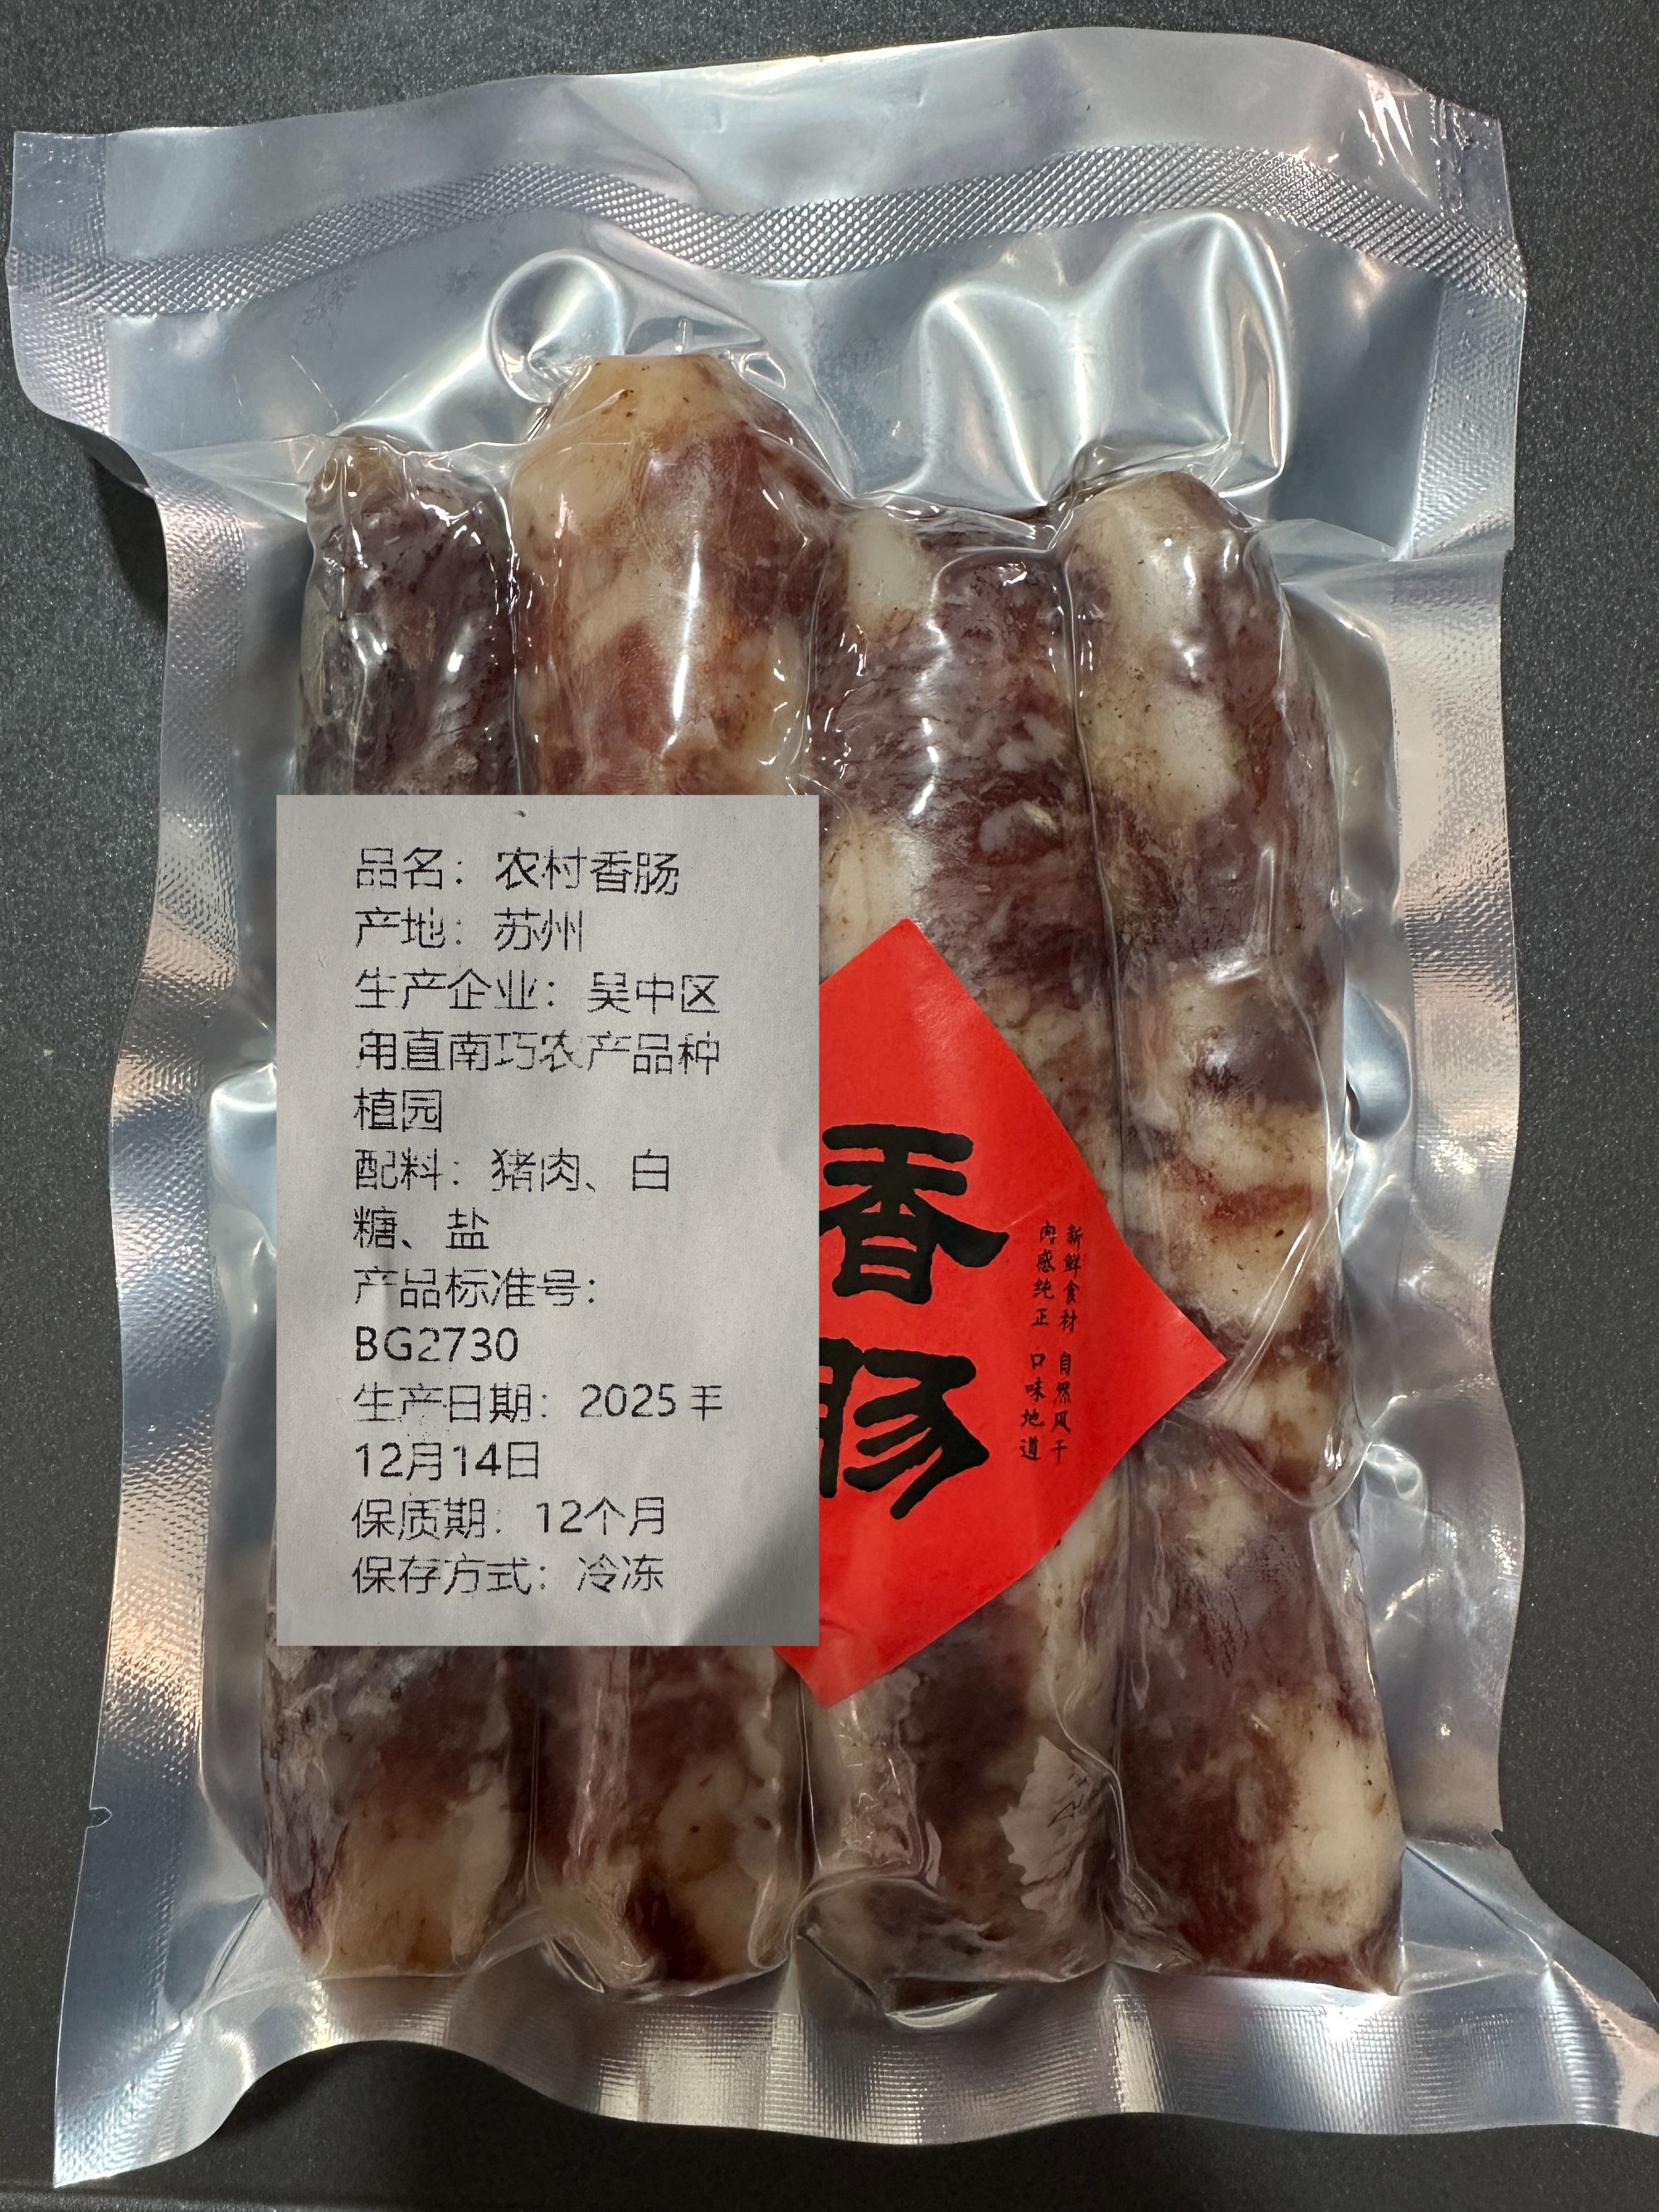 品名：农村香肠
产地：苏州
生产企业：吴中区
甪直南巧农产品种
植园
配料：猪肉、白
糖、盐
产品标准号：
BG2730
生产日期：2025年
12月14日
保质期：12个月
保存方式：冷冻
香肠
新鲜食材 自然风干
肉感纯正 口味地道